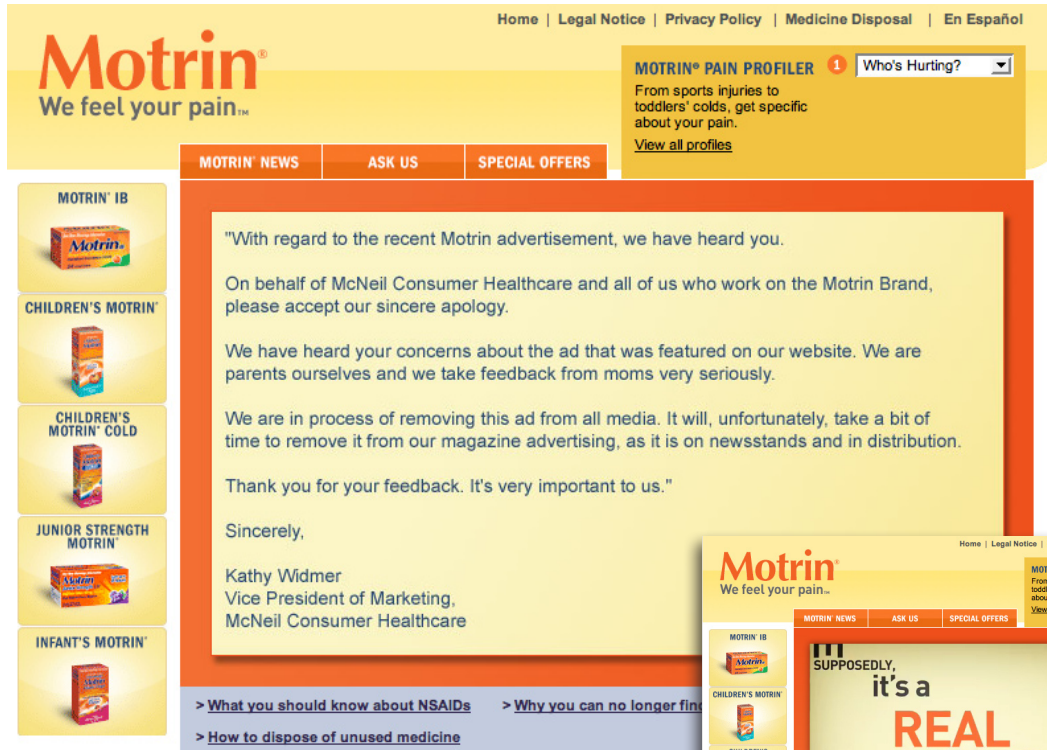 Home | Legal Notice | Privacy Policy | Medicine Disposal | En Español
Motrin®
We feel your pain™
MOTRIN® PAIN PROFILER 1 Who's Hurting?
From sports injuries to
toddlers' colds, get specific
about your pain.
View all profiles
MOTRIN® NEWS ASK US SPECIAL OFFERS
MOTRIN® IB
Motrin
CHILDREN'S MOTRIN®
CHILDREN'S
MOTRIN® COLD
JUNIOR STRENGTH
MOTRIN®
Motrin
INFANT'S MOTRIN®
Motrin
"With regard to the recent Motrin advertisement, we have heard you.
On behalf of McNeil Consumer Healthcare and all of us who work on the Motrin Brand,
please accept our sincere apology.
We have heard your concerns about the ad that was featured on our website. We are
parents ourselves and we take feedback from moms very seriously.
We are in process of removing this ad from all media. It will, unfortunately, take a bit of
time to remove it from our magazine advertising, as it is on newsstands and in distribution.
Thank you for your feedback. It's very important to us."
Sincerely,
Kathy Widmer
Vice President of Marketing,
McNeil Consumer Healthcare
> What you should know about NSAIDs > Why you can no longer find
> How to dispose of unused medicine
Home | Legal Notice |
Motrin®
We feel your pain™
MOT
From
toddl
abou
View
MOTRIN® NEWS ASK US SPECIAL OFFERS
MOTRIN® IB
Motrin
CHILDREN'S MOTRIN®
SUPPOSEDLY,
it's a
REAL